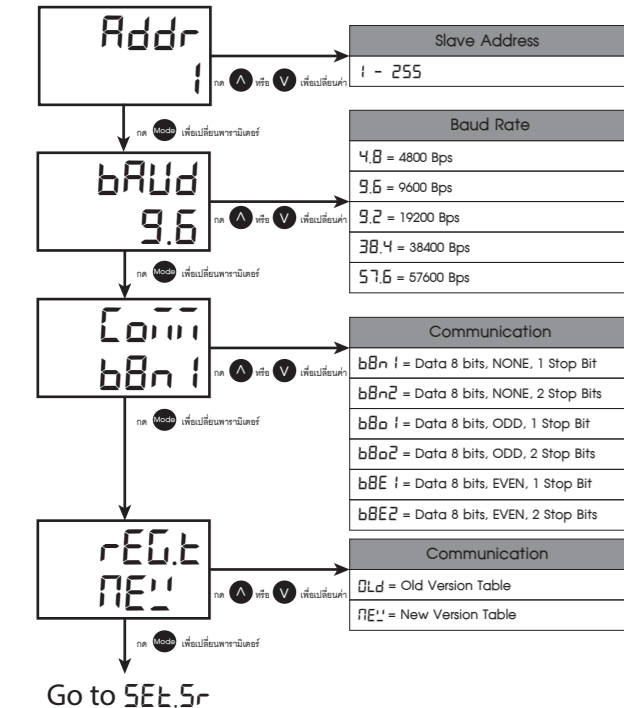 Addr
1
กด ∧ หรือ ∨ เพื่อเปลี่ยนค่า
Slave Address
1 - 255
กด Mode เพื่อเปลี่ยนพารามิเตอร์
bAUd
9.6
กด ∧ หรือ ∨ เพื่อเปลี่ยนค่า
Baud Rate
4.8 = 4800 Bps
9.6 = 9600 Bps
9.2 = 19200 Bps
38.4 = 38400 Bps
57.6 = 57600 Bps
กด Mode เพื่อเปลี่ยนพารามิเตอร์
Comm
b8n1
กด ∧ หรือ ∨ เพื่อเปลี่ยนค่า
Communication
b8n1 = Data 8 bits, NONE, 1 Stop Bit
b8n2 = Data 8 bits, NONE, 2 Stop Bits
b8o1 = Data 8 bits, ODD, 1 Stop Bit
b8o2 = Data 8 bits, ODD, 2 Stop Bits
b8E1 = Data 8 bits, EVEN, 1 Stop Bit
b8E2 = Data 8 bits, EVEN, 2 Stop Bits
กด Mode เพื่อเปลี่ยนพารามิเตอร์
rEG.t
NEW
กด ∧ หรือ ∨ เพื่อเปลี่ยนค่า
Communication
OLd = Old Version Table
NEW = New Version Table
กด Mode เพื่อเปลี่ยนพารามิเตอร์
Go to SEt.Sr